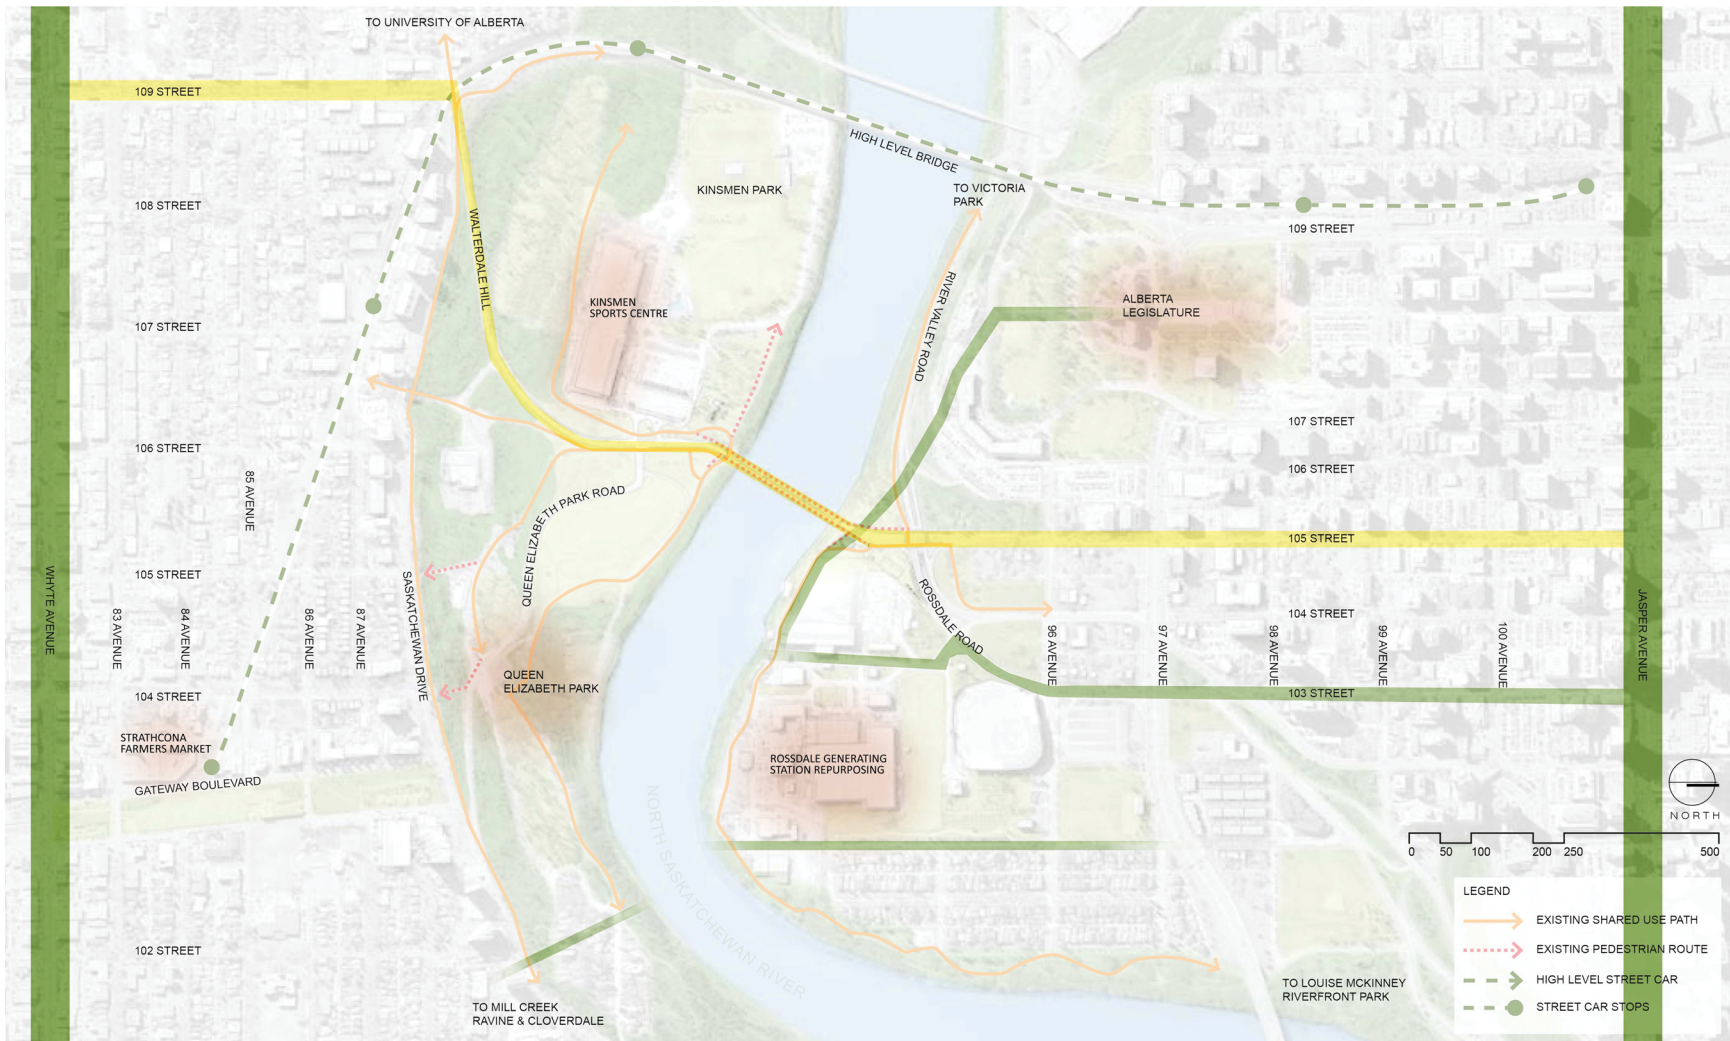 TO UNIVERSITY OF ALBERTA
109 STREET
HIGH LEVEL BRIDGE
KINSMEN PARK
TO VICTORIA
PARK
108 STREET
WALTERDALE HILL
109 STREET
KINSMEN
SPORTS CENTRE
RIVER VALLEY ROAD
ALBERTA
LEGISLATURE
107 STREET
107 STREET
106 STREET
106 STREET
85 AVENUE
QUEEN ELIZABETH PARK ROAD
105 STREET
105 STREET
WHYTE AVENUE
SASKATCHEWAN DRIVE
ROSSDALE ROAD
104 STREET
JASPER AVENUE
83 AVENUE
84 AVENUE
86 AVENUE
87 AVENUE
96 AVENUE
97 AVENUE
98 AVENUE
99 AVENUE
100 AVENUE
QUEEN
ELIZABETH PARK
104 STREET
103 STREET
STRATHCONA
FARMERS MARKET
GATEWAY BOULEVARD
ROSSDALE GENERATING
STATION REPURPOSING
NORTH SASKATCHEWAN RIVER
NORTH
0 50 100 200 250 500
102 STREET
TO MILL CREEK
RAVINE & CLOVERDALE
TO LOUISE MCKINNEY
RIVERFRONT PARK
LEGEND
EXISTING SHARED USE PATH
EXISTING PEDESTRIAN ROUTE
HIGH LEVEL STREET CAR
STREET CAR STOPS